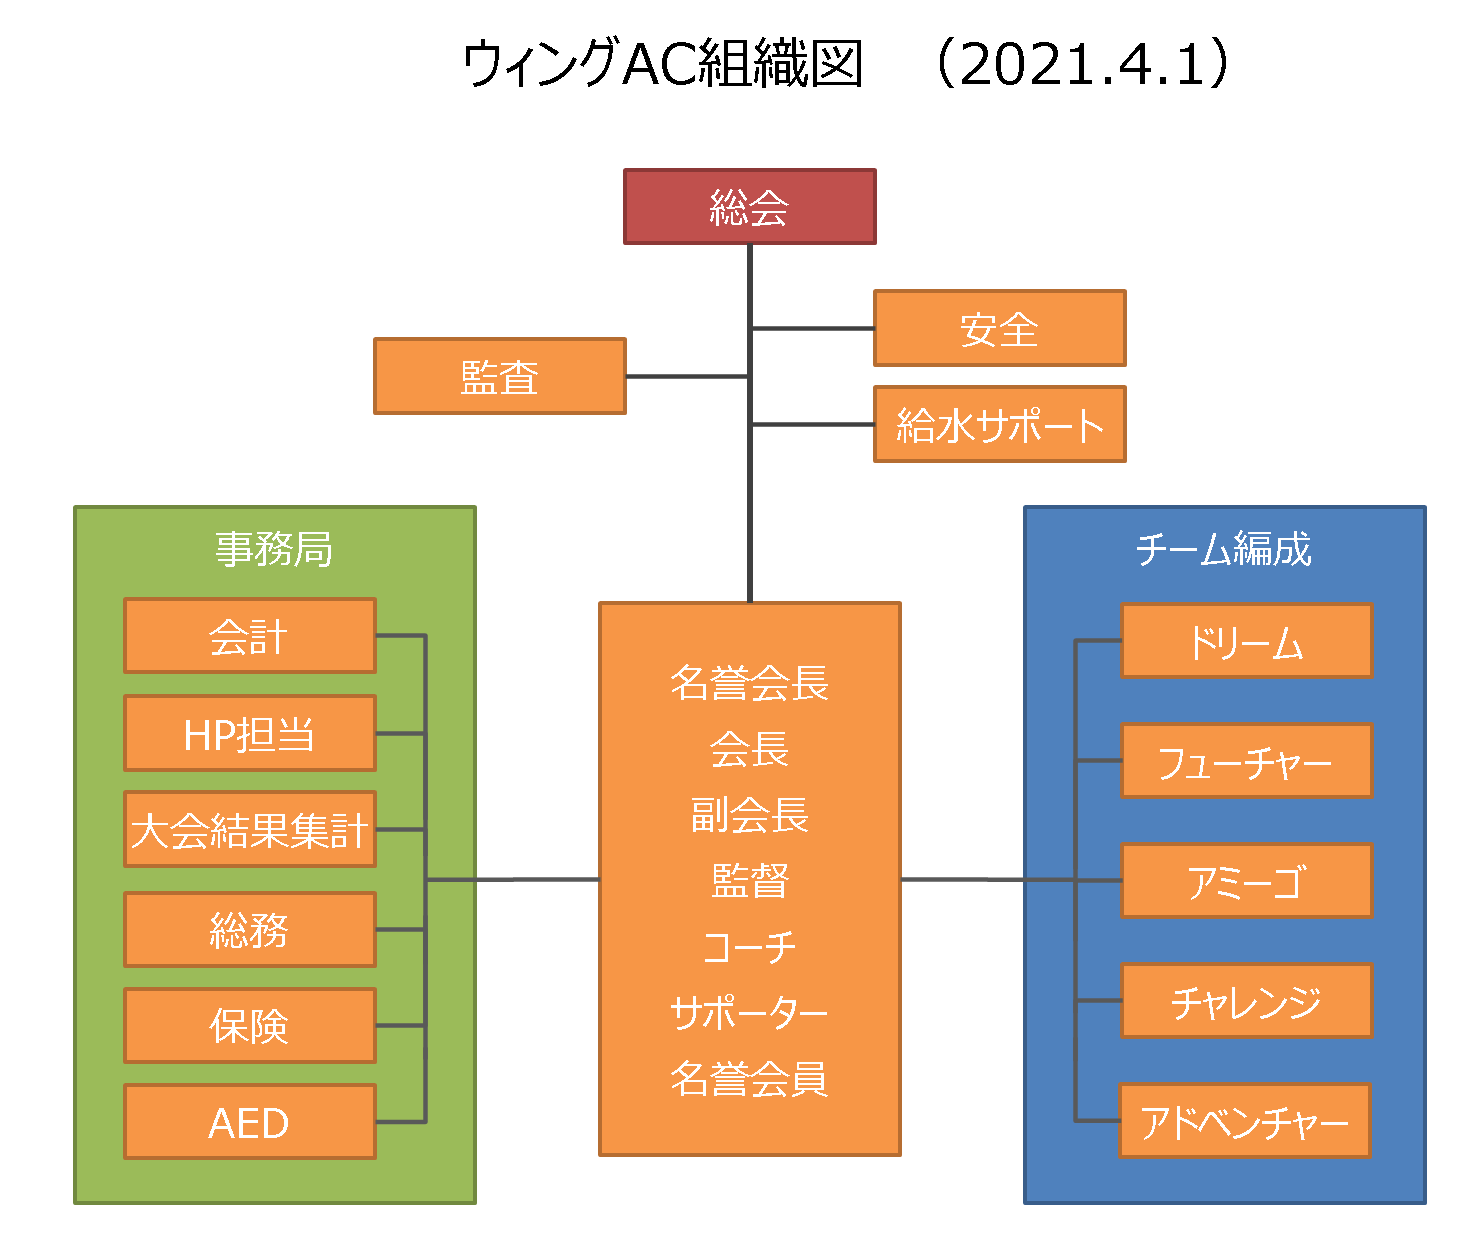 ウィングAC組織図　（2021.4.1）
総会
安全
監査
給水サポート
事務局
会計
HP担当
大会結果集計
総務
保険
AED
名誉会長
会長
副会長
監督
コーチ
サポーター
名誉会員
チーム編成
ドリーム
フューチャー
アミーゴ
チャレンジ
アドベンチャー